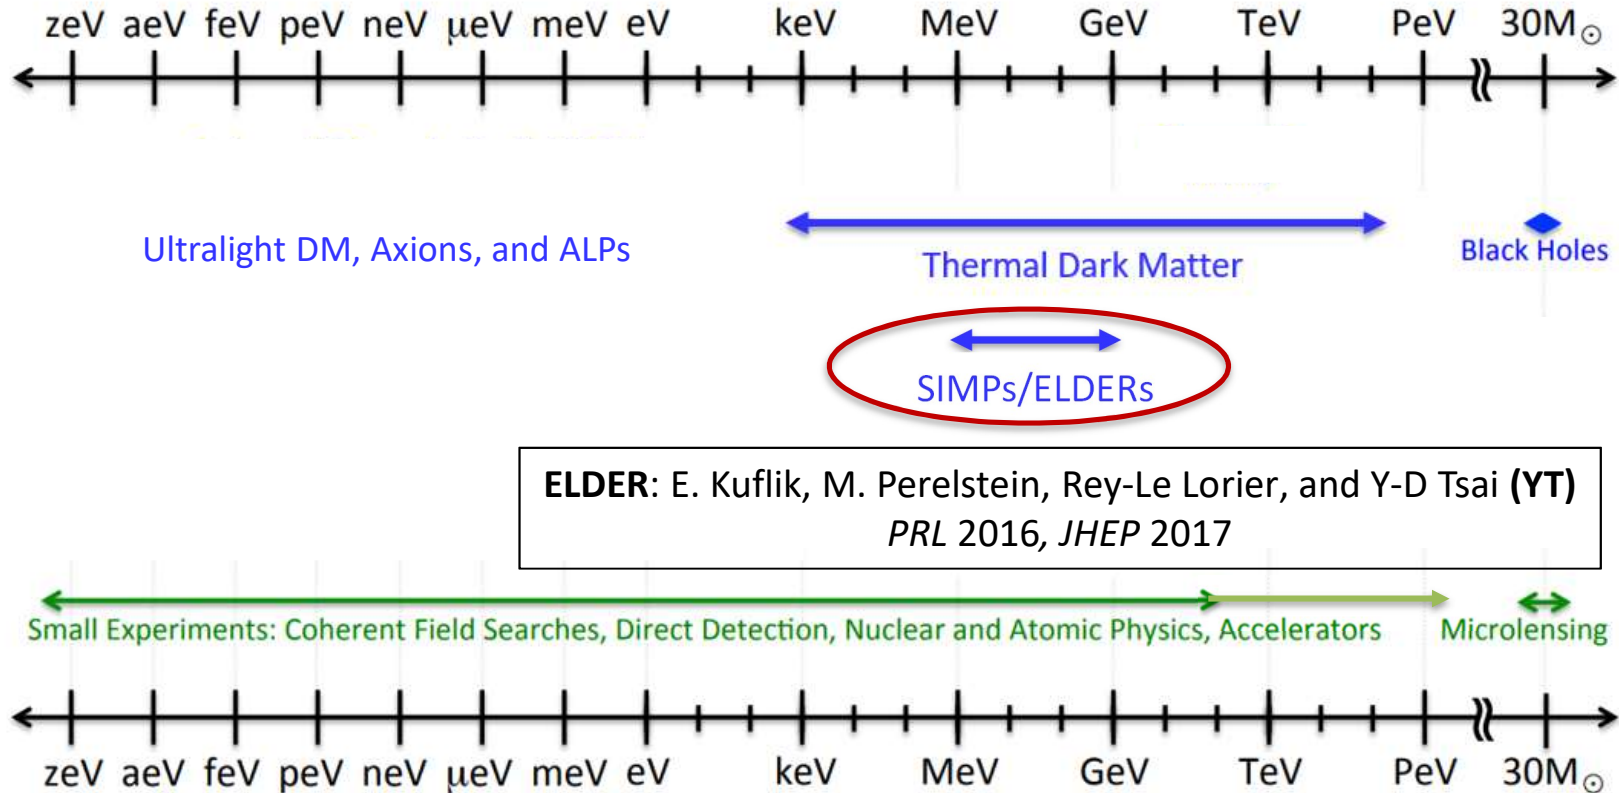 zeV aeV feV peV neV μeV meV eV keV MeV GeV TeV PeV 30M☉
Ultralight DM, Axions, and ALPs
Thermal Dark Matter
Black Holes
SIMPs/ELDERs
ELDER: E. Kuflik, M. Perelstein, Rey-Le Lorier, and Y-D Tsai (YT)
PRL 2016, JHEP 2017
Small Experiments: Coherent Field Searches, Direct Detection, Nuclear and Atomic Physics, Accelerators
Microlensing
zeV aeV feV peV neV μeV meV eV keV MeV GeV TeV PeV 30M☉